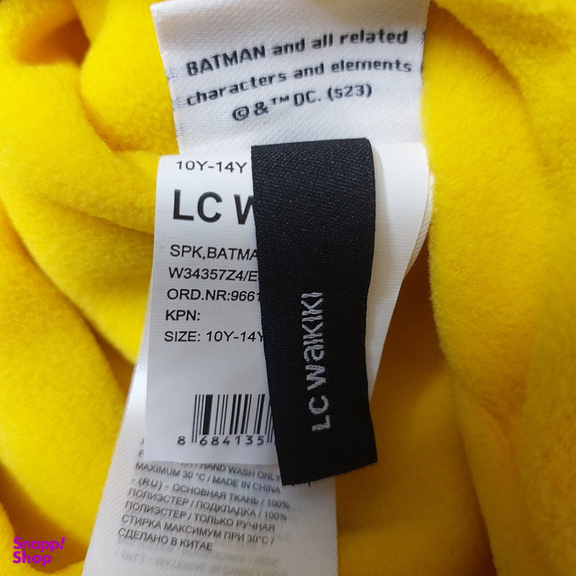 BATMAN and all related
characters and elements
©&™DC. (s23)
10Y-14Y
LC W
SPK,BATMA
W34357Z4/E
ORD.NR:9661
KPN:
SIZE: 10Y-14Y
8 684135
LC WAIKIKI
HAND WASH ONLY
MAXIMUM 30 °C / MADE IN CHINA
- (RU) - ОСНОВНАЯ ТКАНЬ / 100%
ПОЛИЭСТЕР / ПОДКЛАДКА / 100%
ПОЛИЭСТЕР / ТОЛЬКО РУЧНАЯ
СТИРКА МАКСИМУМ ПРИ 30°C /
СДЕЛАНО В КИТАЕ
Snapp!
Shop